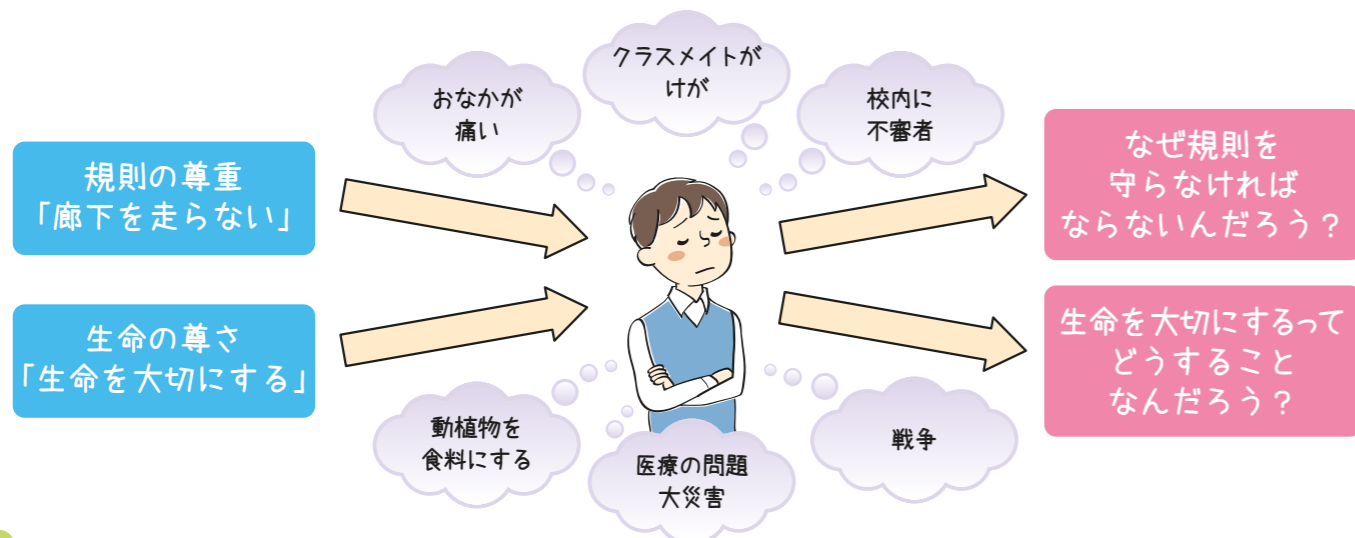 規則の尊重
「廊下を走らない」
生命の尊さ
「生命を大切にする」
おなかが
痛い
クラスメイトが
けが
校内に
不審者
動植物を
食料にする
医療の問題
大災害
戦争
なぜ規則を
守らなければ
ならないんだろう？
生命を大切にするって
どうすること
なんだろう？